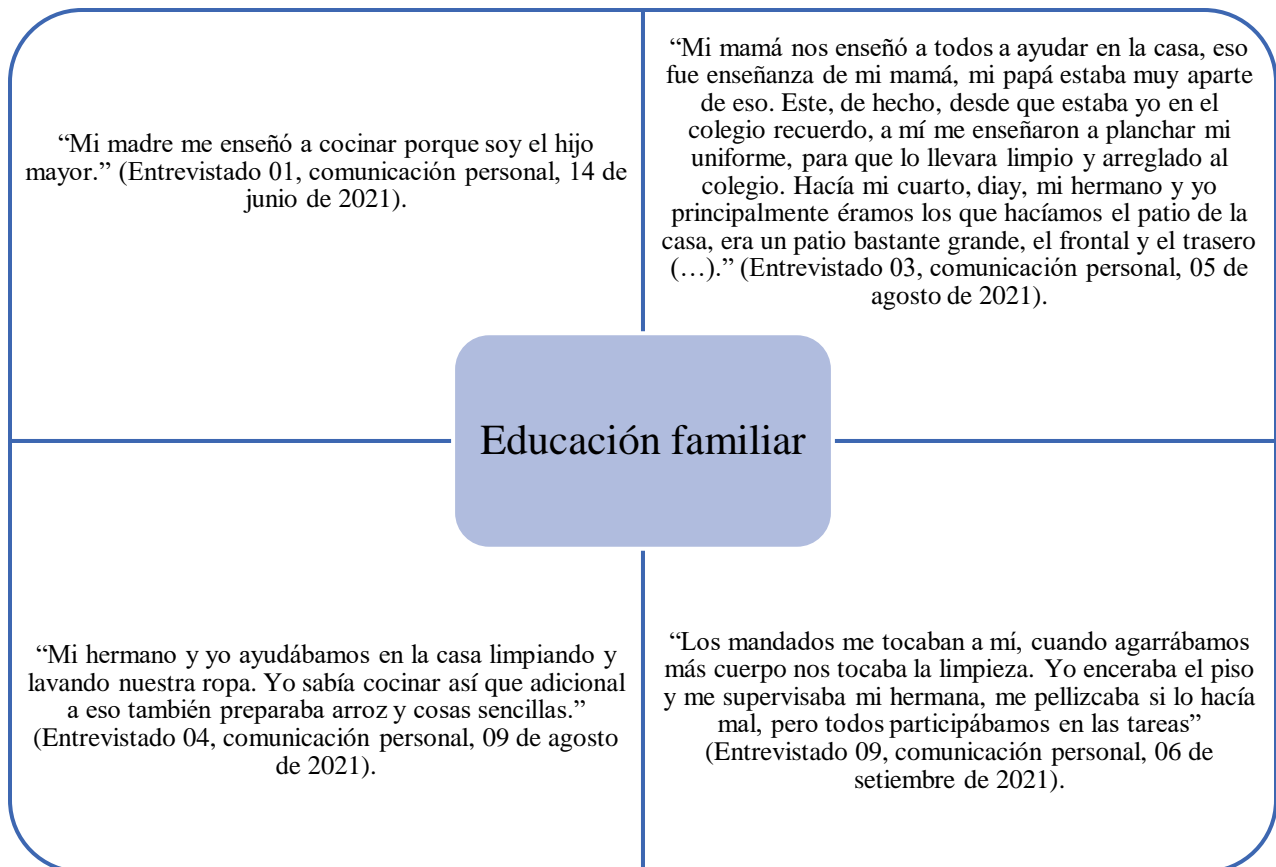 “Mi madre me enseñó a cocinar porque soy el hijo
mayor.” (Entrevistado 01, comunicación personal, 14 de
junio de 2021).
“Mi mamá nos enseñó a todos a ayudar en la casa, eso
fue enseñanza de mi mamá, mi papá estaba muy aparte
de eso. Este, de hecho, desde que estaba yo en el
colegio recuerdo, a mí me enseñaron a planchar mi
uniforme, para que lo llevara limpio y arreglado al
colegio. Hacía mi cuarto, diay, mi hermano y yo
principalmente éramos los que hacíamos el patio de la
casa, era un patio bastante grande, el frontal y el trasero
(…).” (Entrevistado 03, comunicación personal, 05 de
agosto de 2021).
Educación familiar
“Mi hermano y yo ayudábamos en la casa limpiando y
lavando nuestra ropa. Yo sabía cocinar así que adicional
a eso también preparaba arroz y cosas sencillas.”
(Entrevistado 04, comunicación personal, 09 de agosto
de 2021).
“Los mandados me tocaban a mí, cuando agarrábamos
más cuerpo nos tocaba la limpieza. Yo enceraba el piso
y me supervisaba mi hermana, me pellizcaba si lo hacía
mal, pero todos participábamos en las tareas”
(Entrevistado 09, comunicación personal, 06 de
setiembre de 2021).